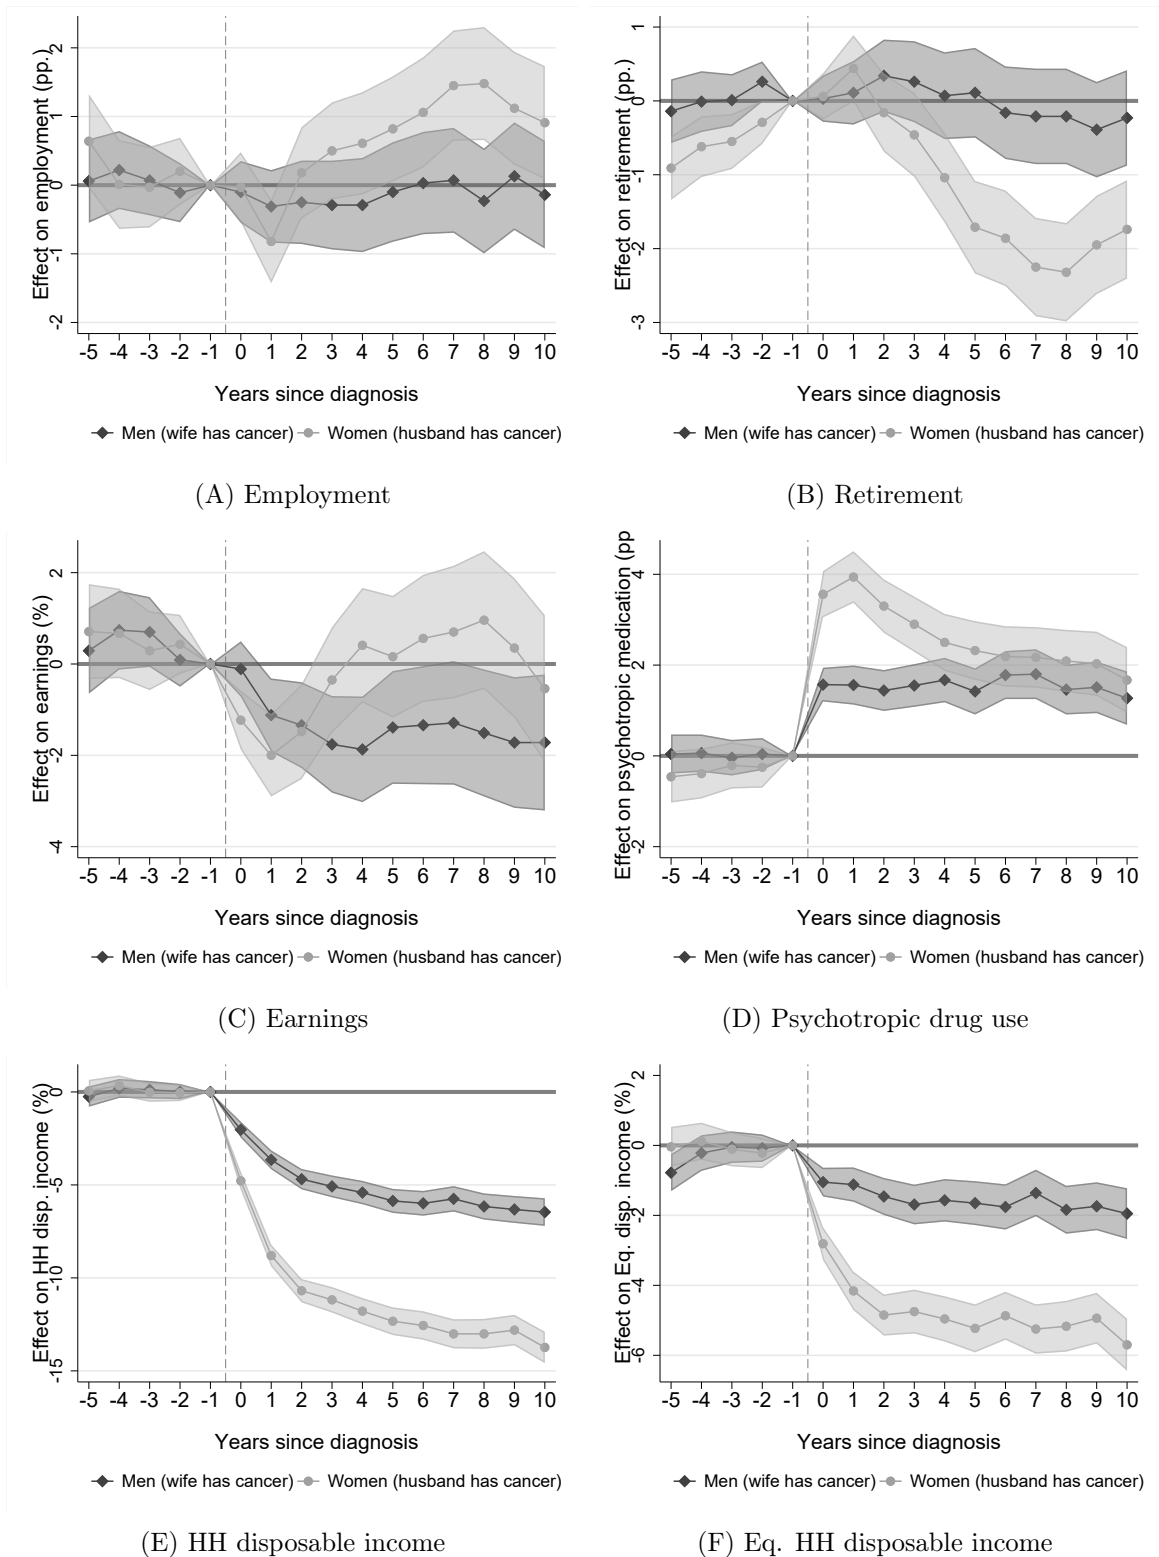 Effect on employment (pp.)
2
1
0
-1
-2
-5 -4 -3 -2 -1 0 1 2 3 4 5 6 7 8 9 10
Years since diagnosis
Men (wife has cancer) Women (husband has cancer)
(A) Employment
Effect on retirement (pp.)
1
0
-1
-2
-3
-5 -4 -3 -2 -1 0 1 2 3 4 5 6 7 8 9 10
Years since diagnosis
Men (wife has cancer) Women (husband has cancer)
(B) Retirement
Effect on earnings (%)
2
0
-2
-4
-5 -4 -3 -2 -1 0 1 2 3 4 5 6 7 8 9 10
Years since diagnosis
Men (wife has cancer) Women (husband has cancer)
(C) Earnings
Effect on psychotropic medication (pp
4
2
0
-2
-5 -4 -3 -2 -1 0 1 2 3 4 5 6 7 8 9 10
Years since diagnosis
Men (wife has cancer) Women (husband has cancer)
(D) Psychotropic drug use
Effect on HH disp. income (%)
0
-5
-10
-15
-5 -4 -3 -2 -1 0 1 2 3 4 5 6 7 8 9 10
Years since diagnosis
Men (wife has cancer) Women (husband has cancer)
(E) HH disposable income
Effect on Eq. disp. income (%)
2
0
-2
-4
-6
-5 -4 -3 -2 -1 0 1 2 3 4 5 6 7 8 9 10
Years since diagnosis
Men (wife has cancer) Women (husband has cancer)
(F) Eq. HH disposable income